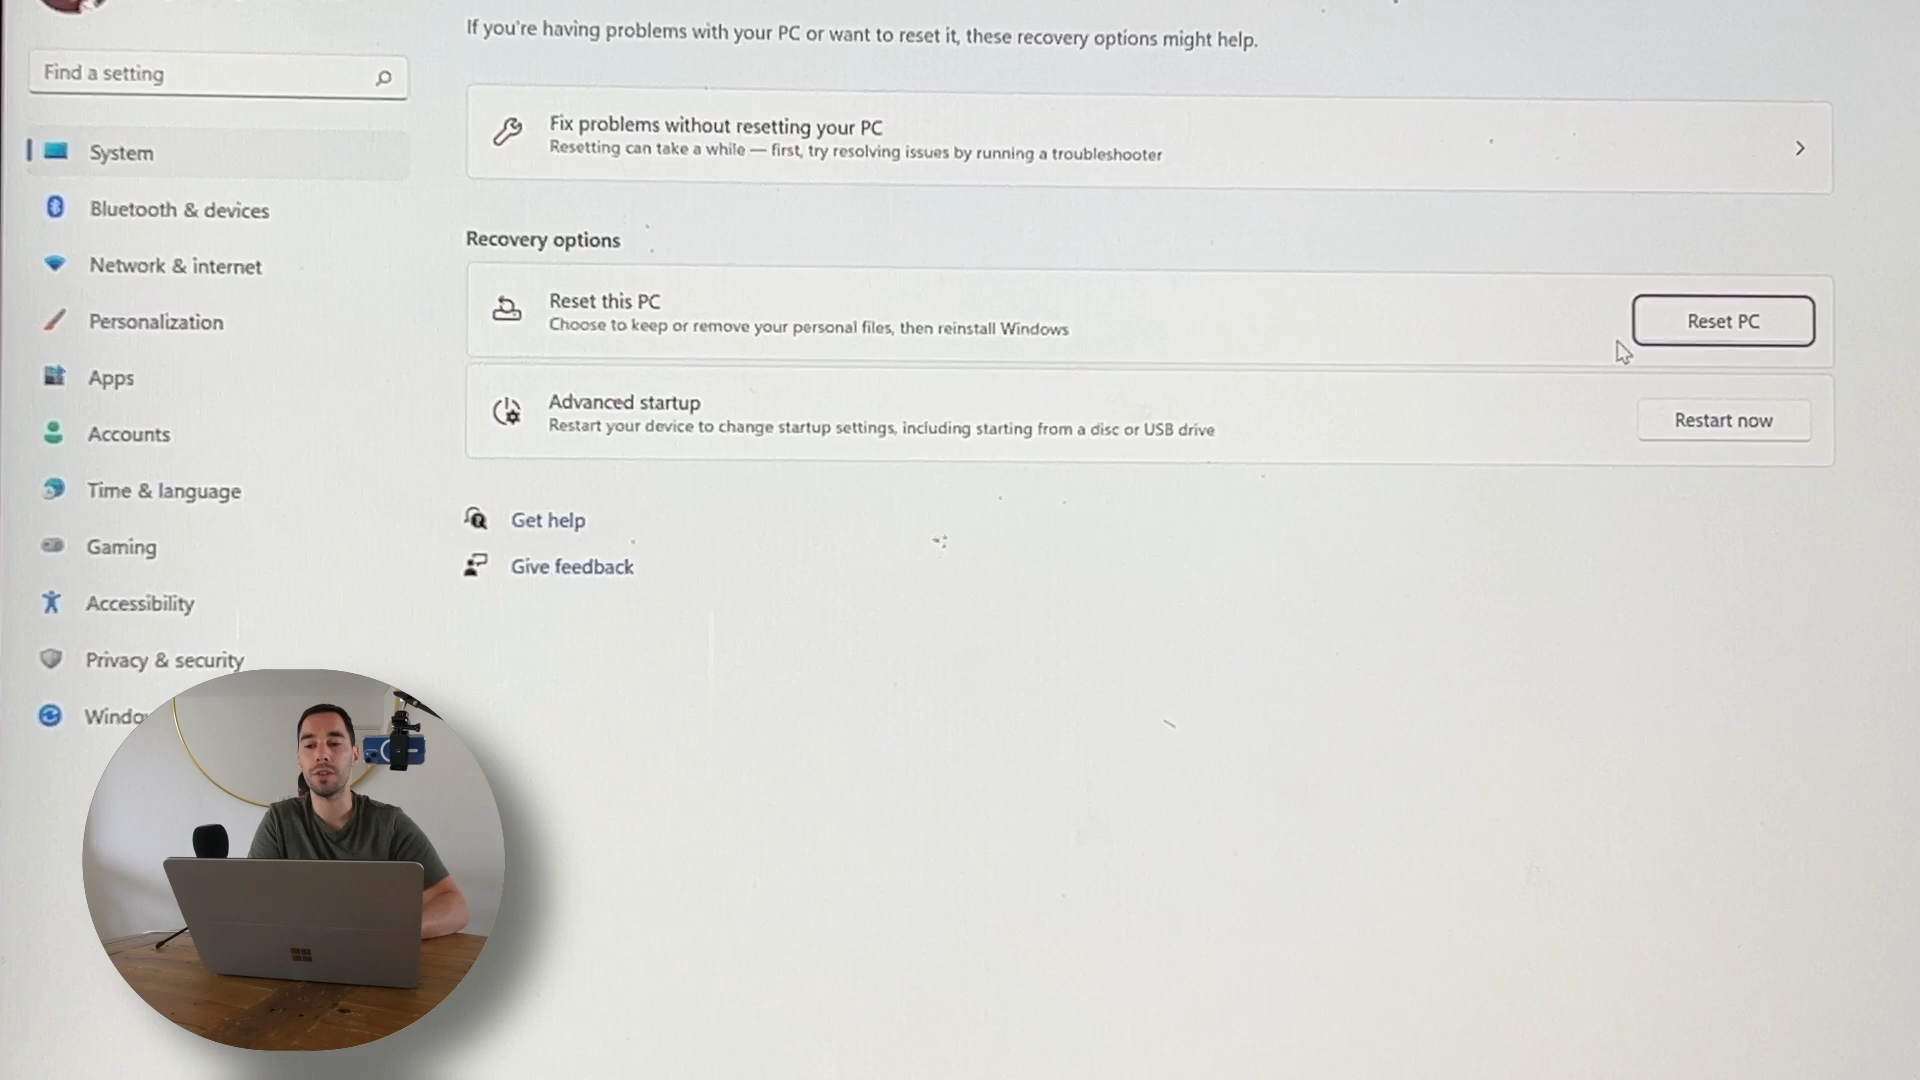 If you're having problems with your PC or want to reset it, these recovery options might help.
Find a setting
Fix problems without resetting your PC
Resetting can take a while — first, try resolving issues by running a troubleshooter
System
Bluetooth & devices
Recovery options
Network & internet
Reset this PC
Choose to keep or remove your personal files, then reinstall Windows
Reset PC
Personalization
Apps
Advanced startup
Restart your device to change startup settings, including starting from a disc or USB drive
Restart now
Accounts
Time & language
Get help
Gaming
Give feedback
Accessibility
Privacy & security
Windo